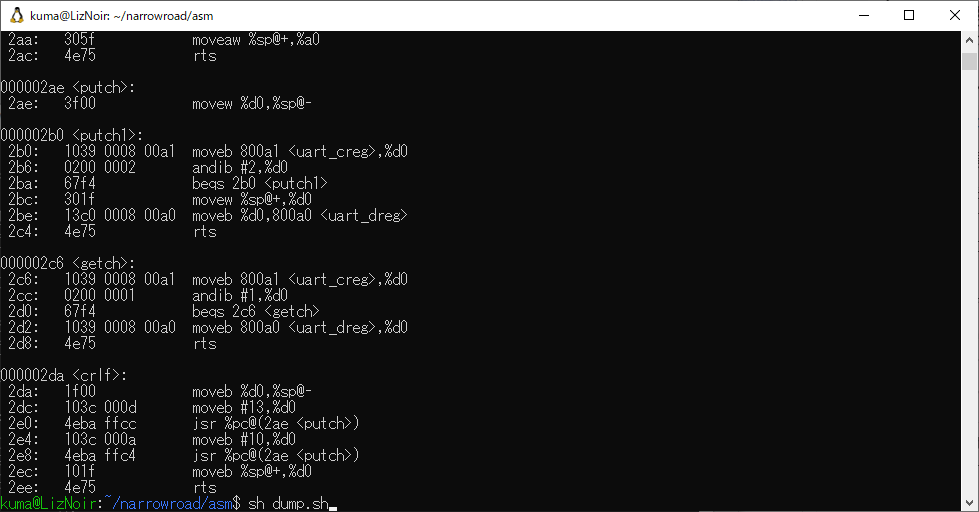 kuma@LizNoir: ~/narrowroad/asm
2aa: 305f moveaw %sp@+,%a0
2ac: 4e75 rts
000002ae <putch>:
2ae: 3f00 movew %d0,%sp@-
000002b0 <putch1>:
2b0: 1039 0008 00a1 moveb 800a1 <uart_creg>,%d0
2b6: 0200 0002 andib #2,%d0
2ba: 67f4 beqs 2b0 <putch1>
2bc: 301f movew %sp@+,%d0
2be: 13c0 0008 00a0 moveb %d0,800a0 <uart_dreg>
2c4: 4e75 rts
000002c6 <getch>:
2c6: 1039 0008 00a1 moveb 800a1 <uart_creg>,%d0
2cc: 0200 0001 andib #1,%d0
2d0: 67f4 beqs 2c6 <getch>
2d2: 1039 0008 00a0 moveb 800a0 <uart_dreg>,%d0
2d8: 4e75 rts
000002da <crlf>:
2da: 1f00 moveb %d0,%sp@-
2dc: 103c 000d moveb #13,%d0
2e0: 4eba ffcc jsr %pc@(2ae <putch>)
2e4: 103c 000a moveb #10,%d0
2e8: 4eba ffc4 jsr %pc@(2ae <putch>)
2ec: 101f moveb %sp@+,%d0
2ee: 4e75 rts
kuma@LizNoir:~/narrowroad/asm$ sh dump.sh